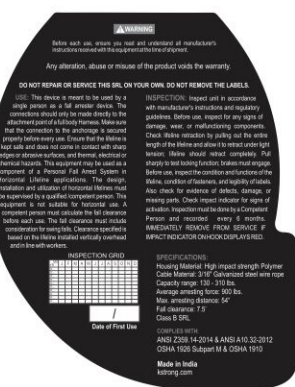 WARNING
Before each use, ensure you read and understand all manufacturer's
instructions received with this equipment at the time of shipment.
Any alteration, abuse or misuse of the product voids the warranty.
DO NOT REPAIR OR SERVICE THIS SRL ON YOUR OWN. DO NOT REMOVE THE LABELS.
USE: This device is meant to be used by a
single person as a fall arrester device. The
connections should only be made directly to the
attachment point of a full body Harness. Make sure
that the connection to the anchorage is secured
properly before every use. Ensure that the lifeline is
kept safe and does not come in contact with sharp
edges or abrasive surfaces, and thermal, electrical or
chemical hazards. This equipment may be used as a
component of a Personal Fall Arrest System in
Horizontal Lifeline applications. The design,
installation and utilization of horizontal lifelines must
be supervised by a qualified/competent person. This
equipment is not suitable for horizontal use. A
competent person must calculate the fall clearance
before each use. The fall clearance must include
consideration for swing falls. Clearance specified is
based on the lifeline installed vertically overhead
and in line with workers.
INSPECTION GRID
/
Date of First Use
INSPECTION: Inspect unit in accordance
with manufacturer's instructions and regulatory
guidelines. Before use, inspect for any signs of
damage, wear, or malfunctioning components.
Check lifeline retraction by pulling out the entire
length of the lifeline and allow it to retract under light
tension; lifeline should retract completely. Pull
sharply to test locking function; brakes must engage.
Before use, inspect the condition and functions of the
lifeline, condition of fasteners, and legibility of labels.
Also check for evidence of defects, damage, or
missing parts. Check impact indicator for signs of
activation. Inspection must be done by a Competent
Person and recorded every 6 months.
IMMEDIATELY REMOVE FROM SERVICE IF
IMPACT INDICATOR ON HOOK DISPLAYS RED.
SPECIFICATIONS:
Housing Material: High impact strength Polymer
Cable Material: 3/16" Galvanized steel wire rope
Capacity range: 130 - 310 lbs.
Average arresting force: 900 lbs.
Max. arresting distance: 54"
Fall clearance: 7.5'
Class B SRL
COMPLIES WITH:
ANSI Z359.14-2014 & ANSI A10.32-2012
OSHA 1926 Subpart M & OSHA 1910
Made in India
kstrong.com